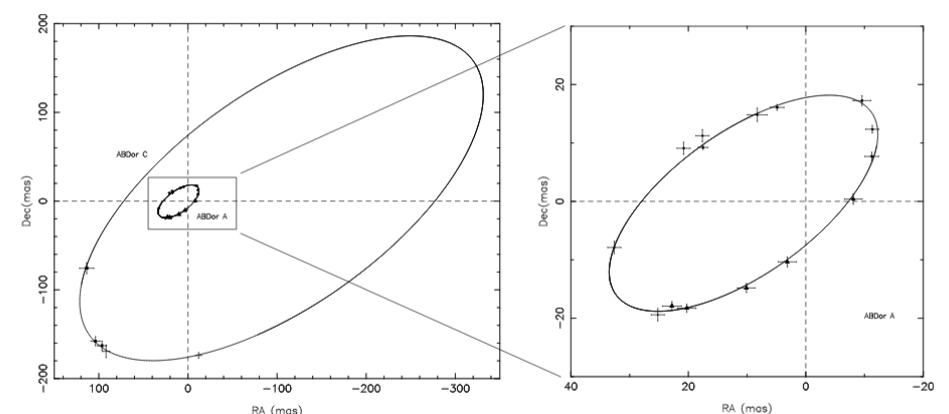 200
100
0
-100
-200
Dec(mas)
ABDor C
ABDor A
100 0 -100 -200 -300
RA (mas)
20
0
-20
Dec(mas)
ABDor A
40 20 0 -20
RA (mas)